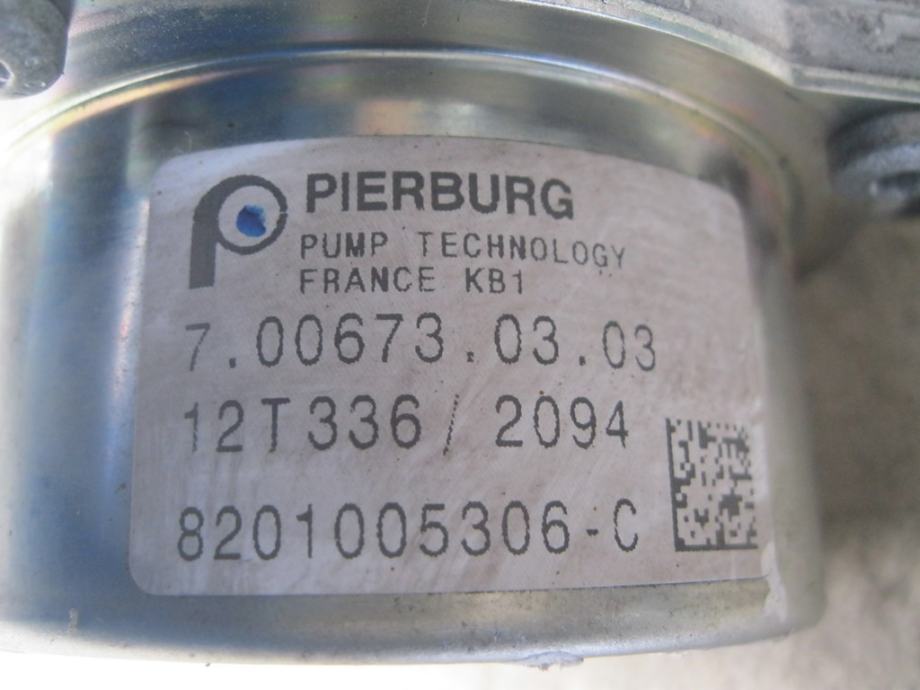 PIERBURG
PUMP TECHNOLOGY
FRANCE KB1
7.00673.03.03
12T336 / 2094
8201005306-C